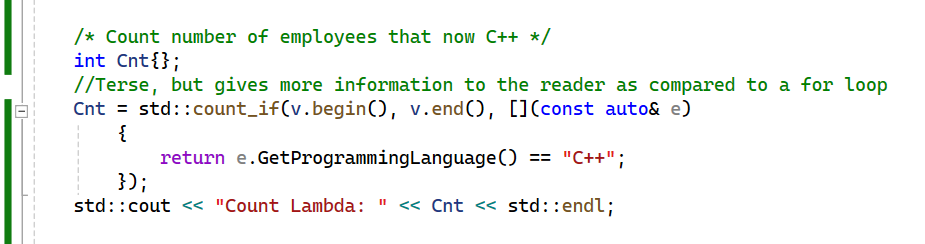 /* Count number of employees that now C++ */
int Cnt{};
//Terse, but gives more information to the reader as compared to a for loop
Cnt = std::count_if(v.begin(), v.end(), [](const auto& e)
{
return e.GetProgrammingLanguage() == "C++";
});
std::cout << "Count Lambda: " << Cnt << std::endl;